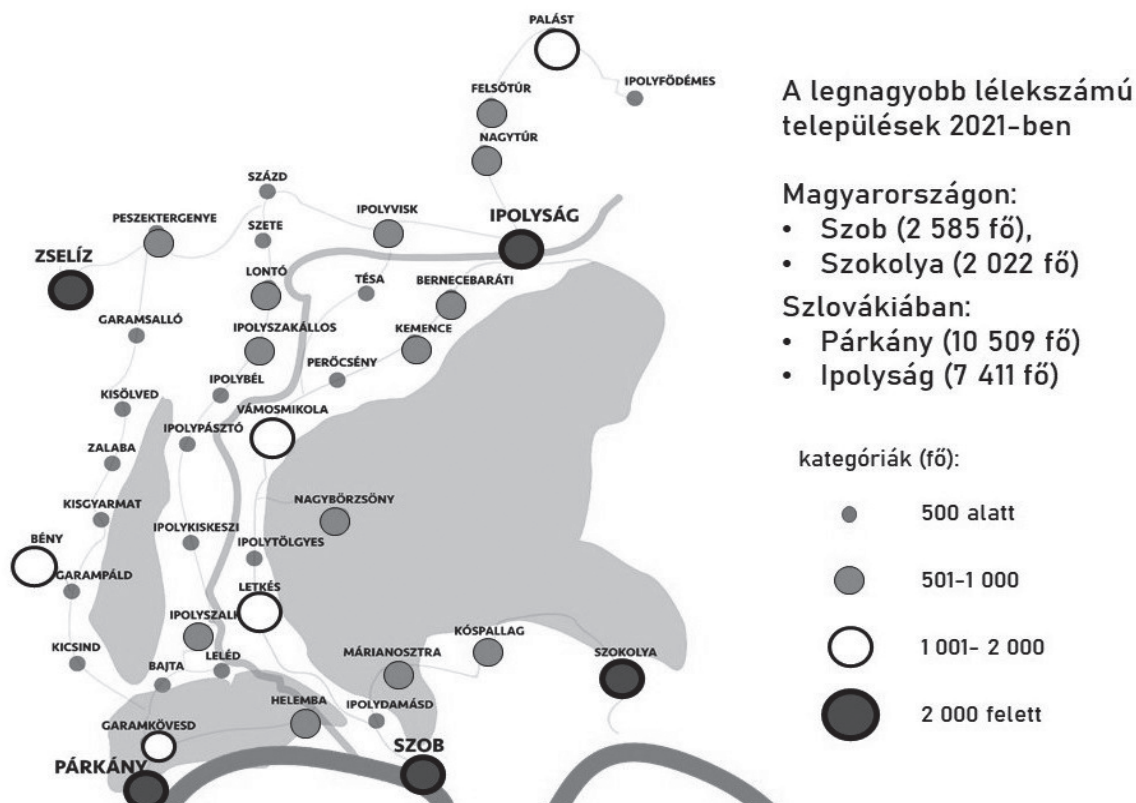 PALÁST
IPOLYFÖDÉMES
FELSŐTÚR
NAGYTÚR
SZÁZD
PESZEKTERGENYE
SZETE
IPOLYVISK
IPOLYSÁG
ZSELÍZ
LONTÓ
TÉSA
BERNECEBARÁTI
GARAMSALLÓ
IPOLYSZAKÁLLOS
KEMENCE
PERŐCSÉNY
IPOLYBÉL
KISÖLVED
VÁMOSMIKOLA
IPOLYPÁSZTÓ
ZALABA
KISGYARMAT
NAGYBÖRZSÖNY
BÉNY
IPOLYKISKESZI
IPOLYTÖLGYES
GARAMPÁLD
LETKÉS
IPOLYSZALK
KICSIND
BAJTA
LELÉD
MÁRIANOSZTRA
KÓSPALLAG
SZOKOLYA
HELEMBA
IPOLYDAMÁSD
GARAMKÖVESD
SZOB
PÁRKÁNY
A legnagyobb lélekszámú
települések 2021-ben
Magyarországon:
• Szob (2 585 fő),
• Szokolya (2 022 fő)
Szlovákiában:
• Párkány (10 509 fő)
• Ipolyság (7 411 fő)
kategóriák (fő):
500 alatt
501-1 000
1 001- 2 000
2 000 felett